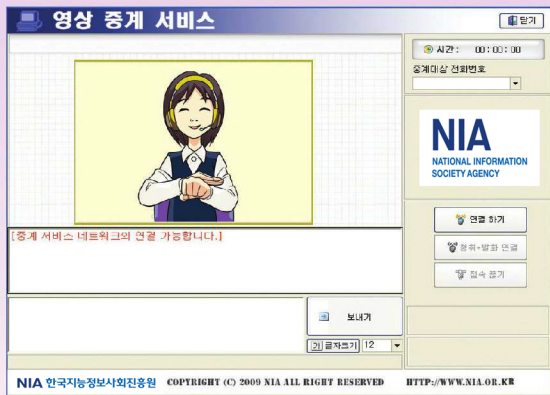 영상 중계 서비스
닫기
시간 : 00:00:00
중계대상 전화번호
NIA
NATIONAL INFORMATION
SOCIETY AGENCY
연결 하기
청취+발화 연결
접속 끊기
[중계 서비스 네트워크와 연결 가능합니다.]
보내기
가 글자크기 12
NIA 한국지능정보사회진흥원 COPYRIGHT (C) 2009 NIA ALL RIGHT RESERVED HTTP://WWW.NIA.OR.KR